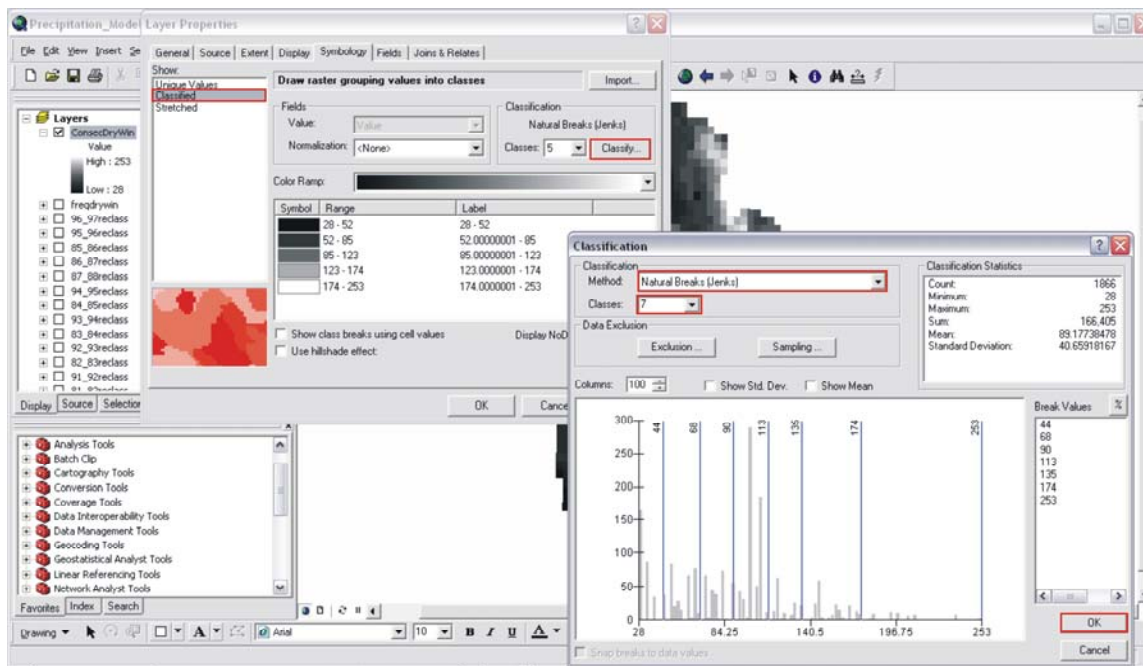 Precipitation_Model
File Edit View Insert Se
Layers
ConsecDryWin
Value
High : 253
Low : 28
freqdrywin
96_97reclass
95_96reclass
85_86reclass
86_87reclass
87_88reclass
94_95reclass
84_85reclass
93_94reclass
83_84reclass
92_93reclass
82_83reclass
91_92reclass
Display Source Selection
Analysis Tools
Batch Clip
Cartography Tools
Conversion Tools
Coverage Tools
Data Interoperability Tools
Data Management Tools
Geocoding Tools
Geostatistical Analyst Tools
Linear Referencing Tools
Network Analyst Tools
Favorites Index Search
Drawing A Arial 10 B I U A
Layer Properties
General Source Extent Display Symbology Fields Joins & Relates
Show:
Unique Values
Classified
Stretched
Draw raster grouping values into classes
Import...
Fields
Value: Value
Normalization: <None>
Classification
Natural Breaks (Jenks)
Classes: 5 Classify...
Color Ramp:
Symbol Range Label
28 - 52 28 - 52
52 - 85 52.00000001 - 85
85 - 123 85.00000001 - 123
123 - 174 123.0000001 - 174
174 - 253 174.0000001 - 253
Show class breaks using cell values
Display NoD
Use hillshade effect:
OK Cance
Classification
Classification
Method: Natural Breaks (Jenks)
Classes: 7
Data Exclusion
Exclusion ... Sampling ...
Classification Statistics
Count: 1866
Minimum: 28
Maximum: 253
Sum: 166,405
Mean: 89.17738478
Standard Deviation: 40.65918167
Columns: 100 Show Std. Dev. Show Mean
Break Values %
44
68
90
113
135
174
253
300
250
200
150
100
50
0
44 68 90 113 135 174 253
28 84.25 140.5 196.75 253
Snap breaks to data values
OK
Cancel